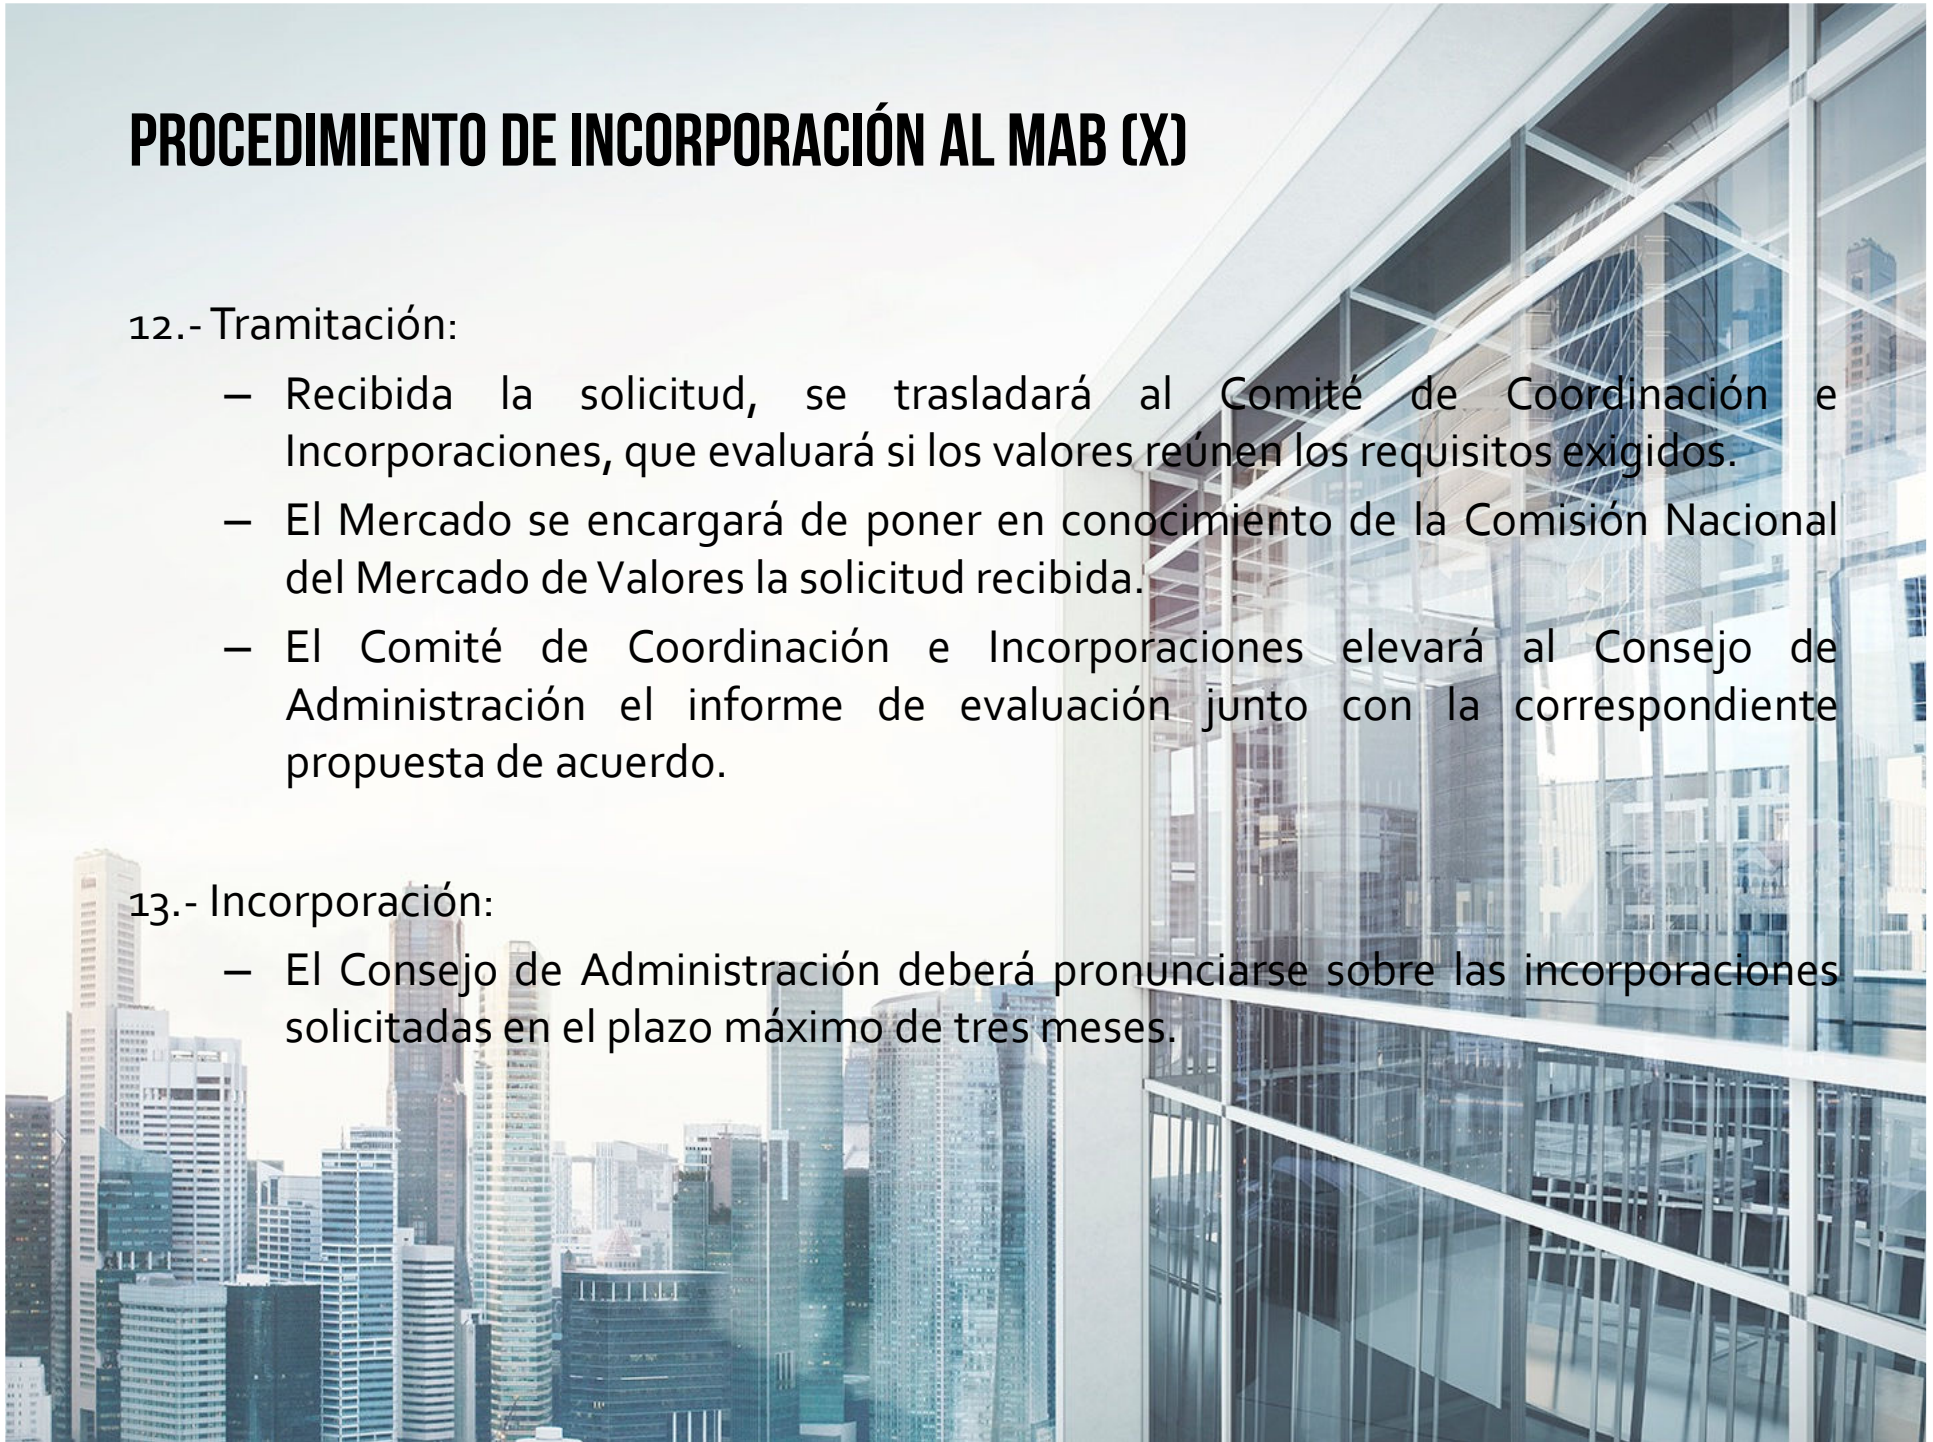 PROCEDIMIENTO DE INCORPORACIÓN AL MAB (X)
12.- Tramitación:
– Recibida la solicitud, se trasladará al Comité de Coordinación e
Incorporaciones, que evaluará si los valores reúnen los requisitos exigidos.
– El Mercado se encargará de poner en conocimiento de la Comisión Nacional
del Mercado de Valores la solicitud recibida.
– El Comité de Coordinación e Incorporaciones elevará al Consejo de
Administración el informe de evaluación junto con la correspondiente
propuesta de acuerdo.
13.- Incorporación:
– El Consejo de Administración deberá pronunciarse sobre las incorporaciones
solicitadas en el plazo máximo de tres meses.